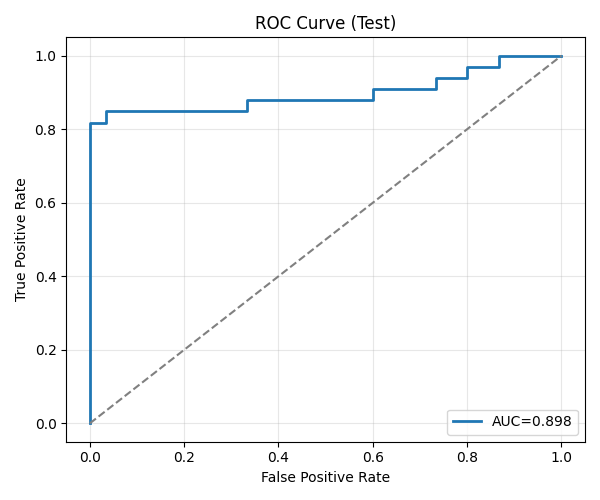 ROC Curve (Test)
True Positive Rate
1.0
0.8
0.6
0.4
0.2
0.0
0.0 0.2 0.4 0.6 0.8 1.0
False Positive Rate
AUC=0.898